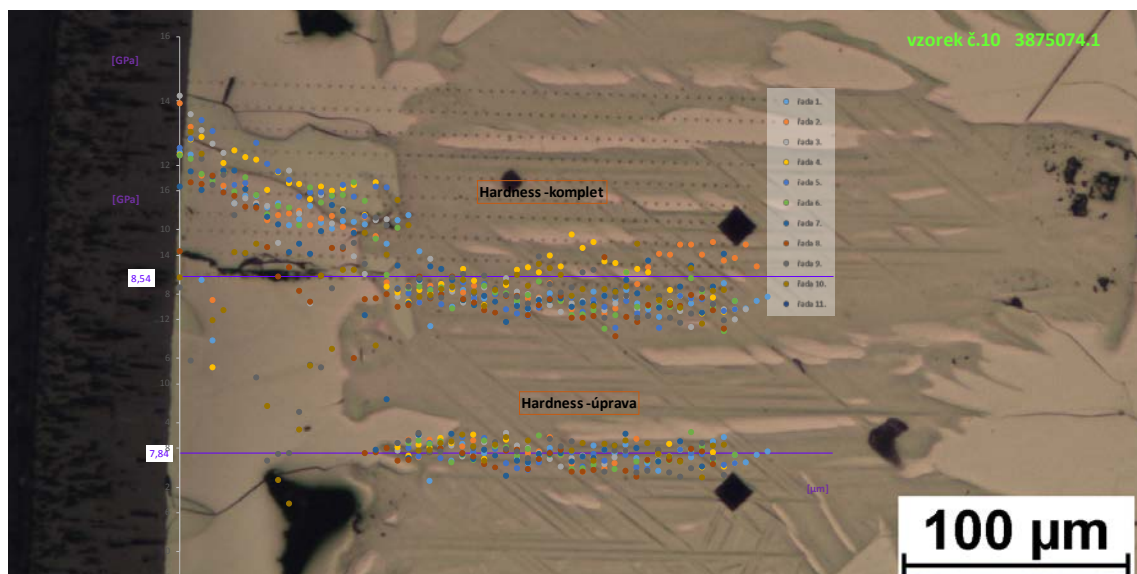 vzorek č.10 3875074.1
16
[GPa]
14
12
16
[GPa]
10
14
8,54
8
12
6
10
7,84
Hardness -komplet
Hardness -úprava
řada 1.
řada 2.
řada 3.
řada 4.
řada 5.
řada 6.
řada 7.
řada 8.
řada 9.
řada 10.
řada 11.
[µm]
100 µm